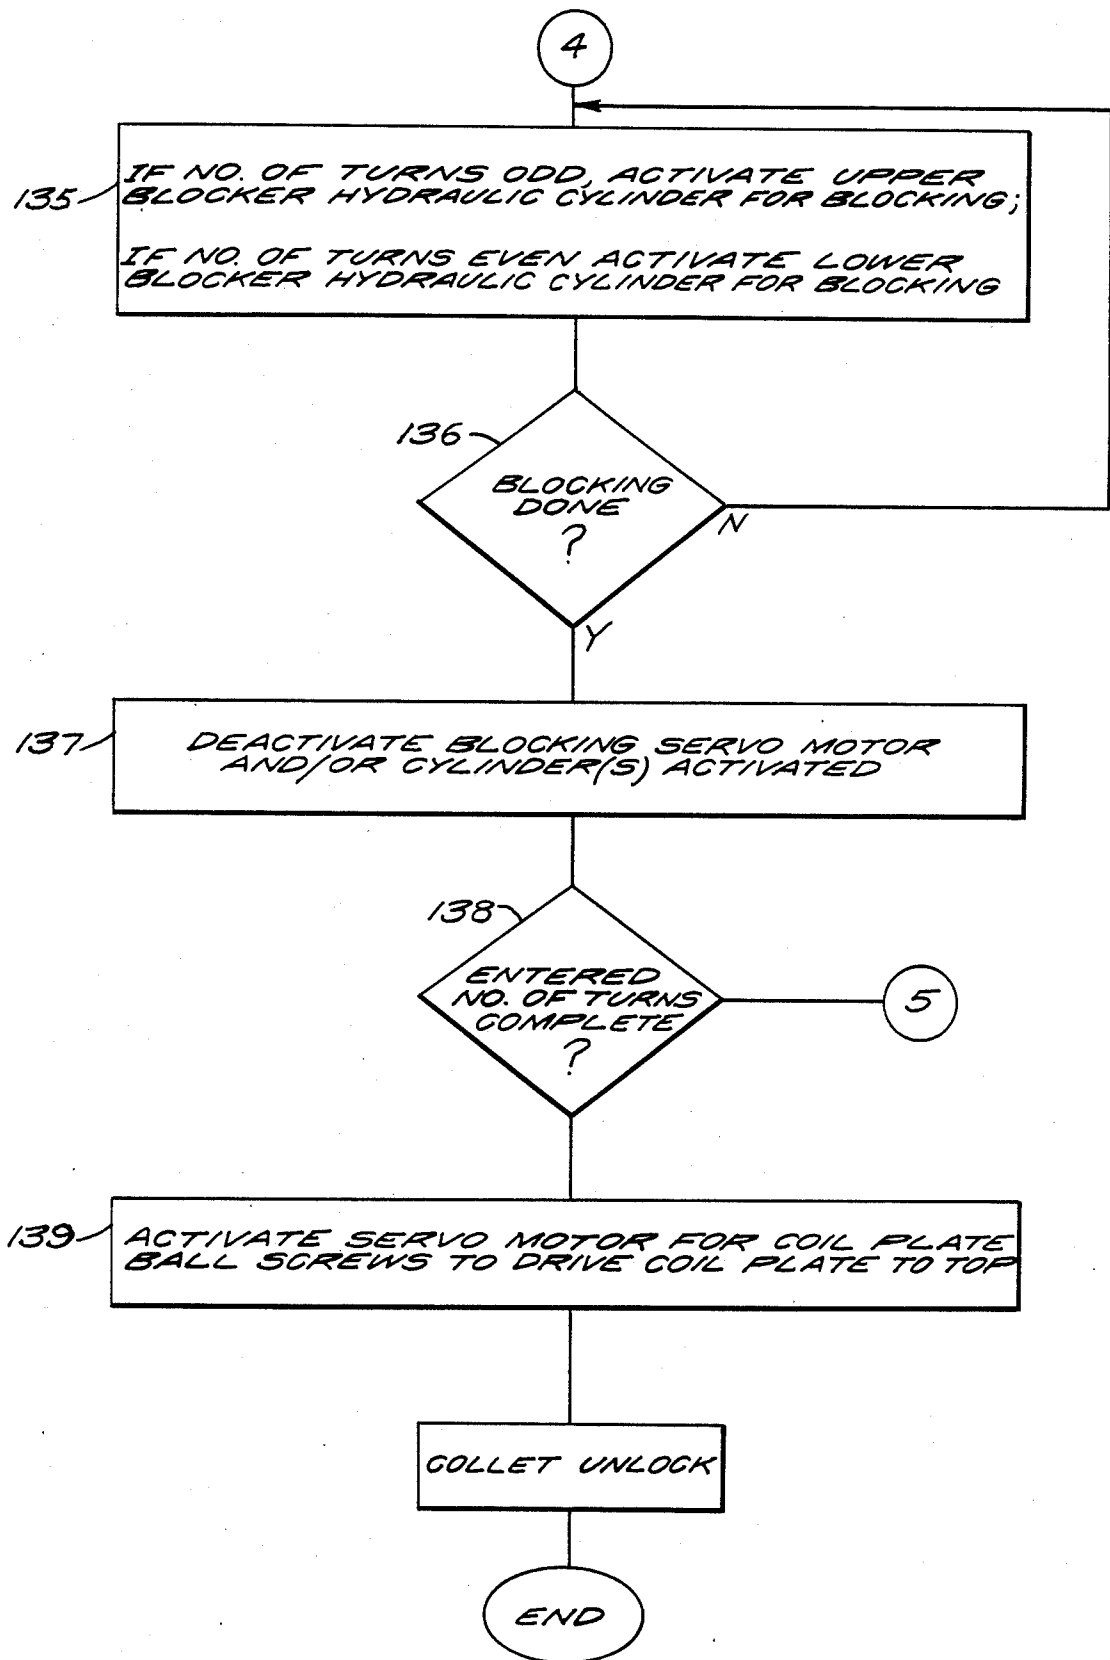 4
135
IF NO. OF TURNS ODD, ACTIVATE UPPER
BLOCKER HYDRAULIC CYLINDER FOR BLOCKING;
IF NO. OF TURNS EVEN ACTIVATE LOWER
BLOCKER HYDRAULIC CYLINDER FOR BLOCKING
136
BLOCKING
DONE
?
N
Y
137
DEACTIVATE BLOCKING SERVO MOTOR
AND/OR CYLINDER(S) ACTIVATED
138
ENTERED
NO. OF TURNS
COMPLETE
?
5
139
ACTIVATE SERVO MOTOR FOR COIL PLATE
BALL SCREWS TO DRIVE COIL PLATE TO TOP
COLLET UNLOCK
END